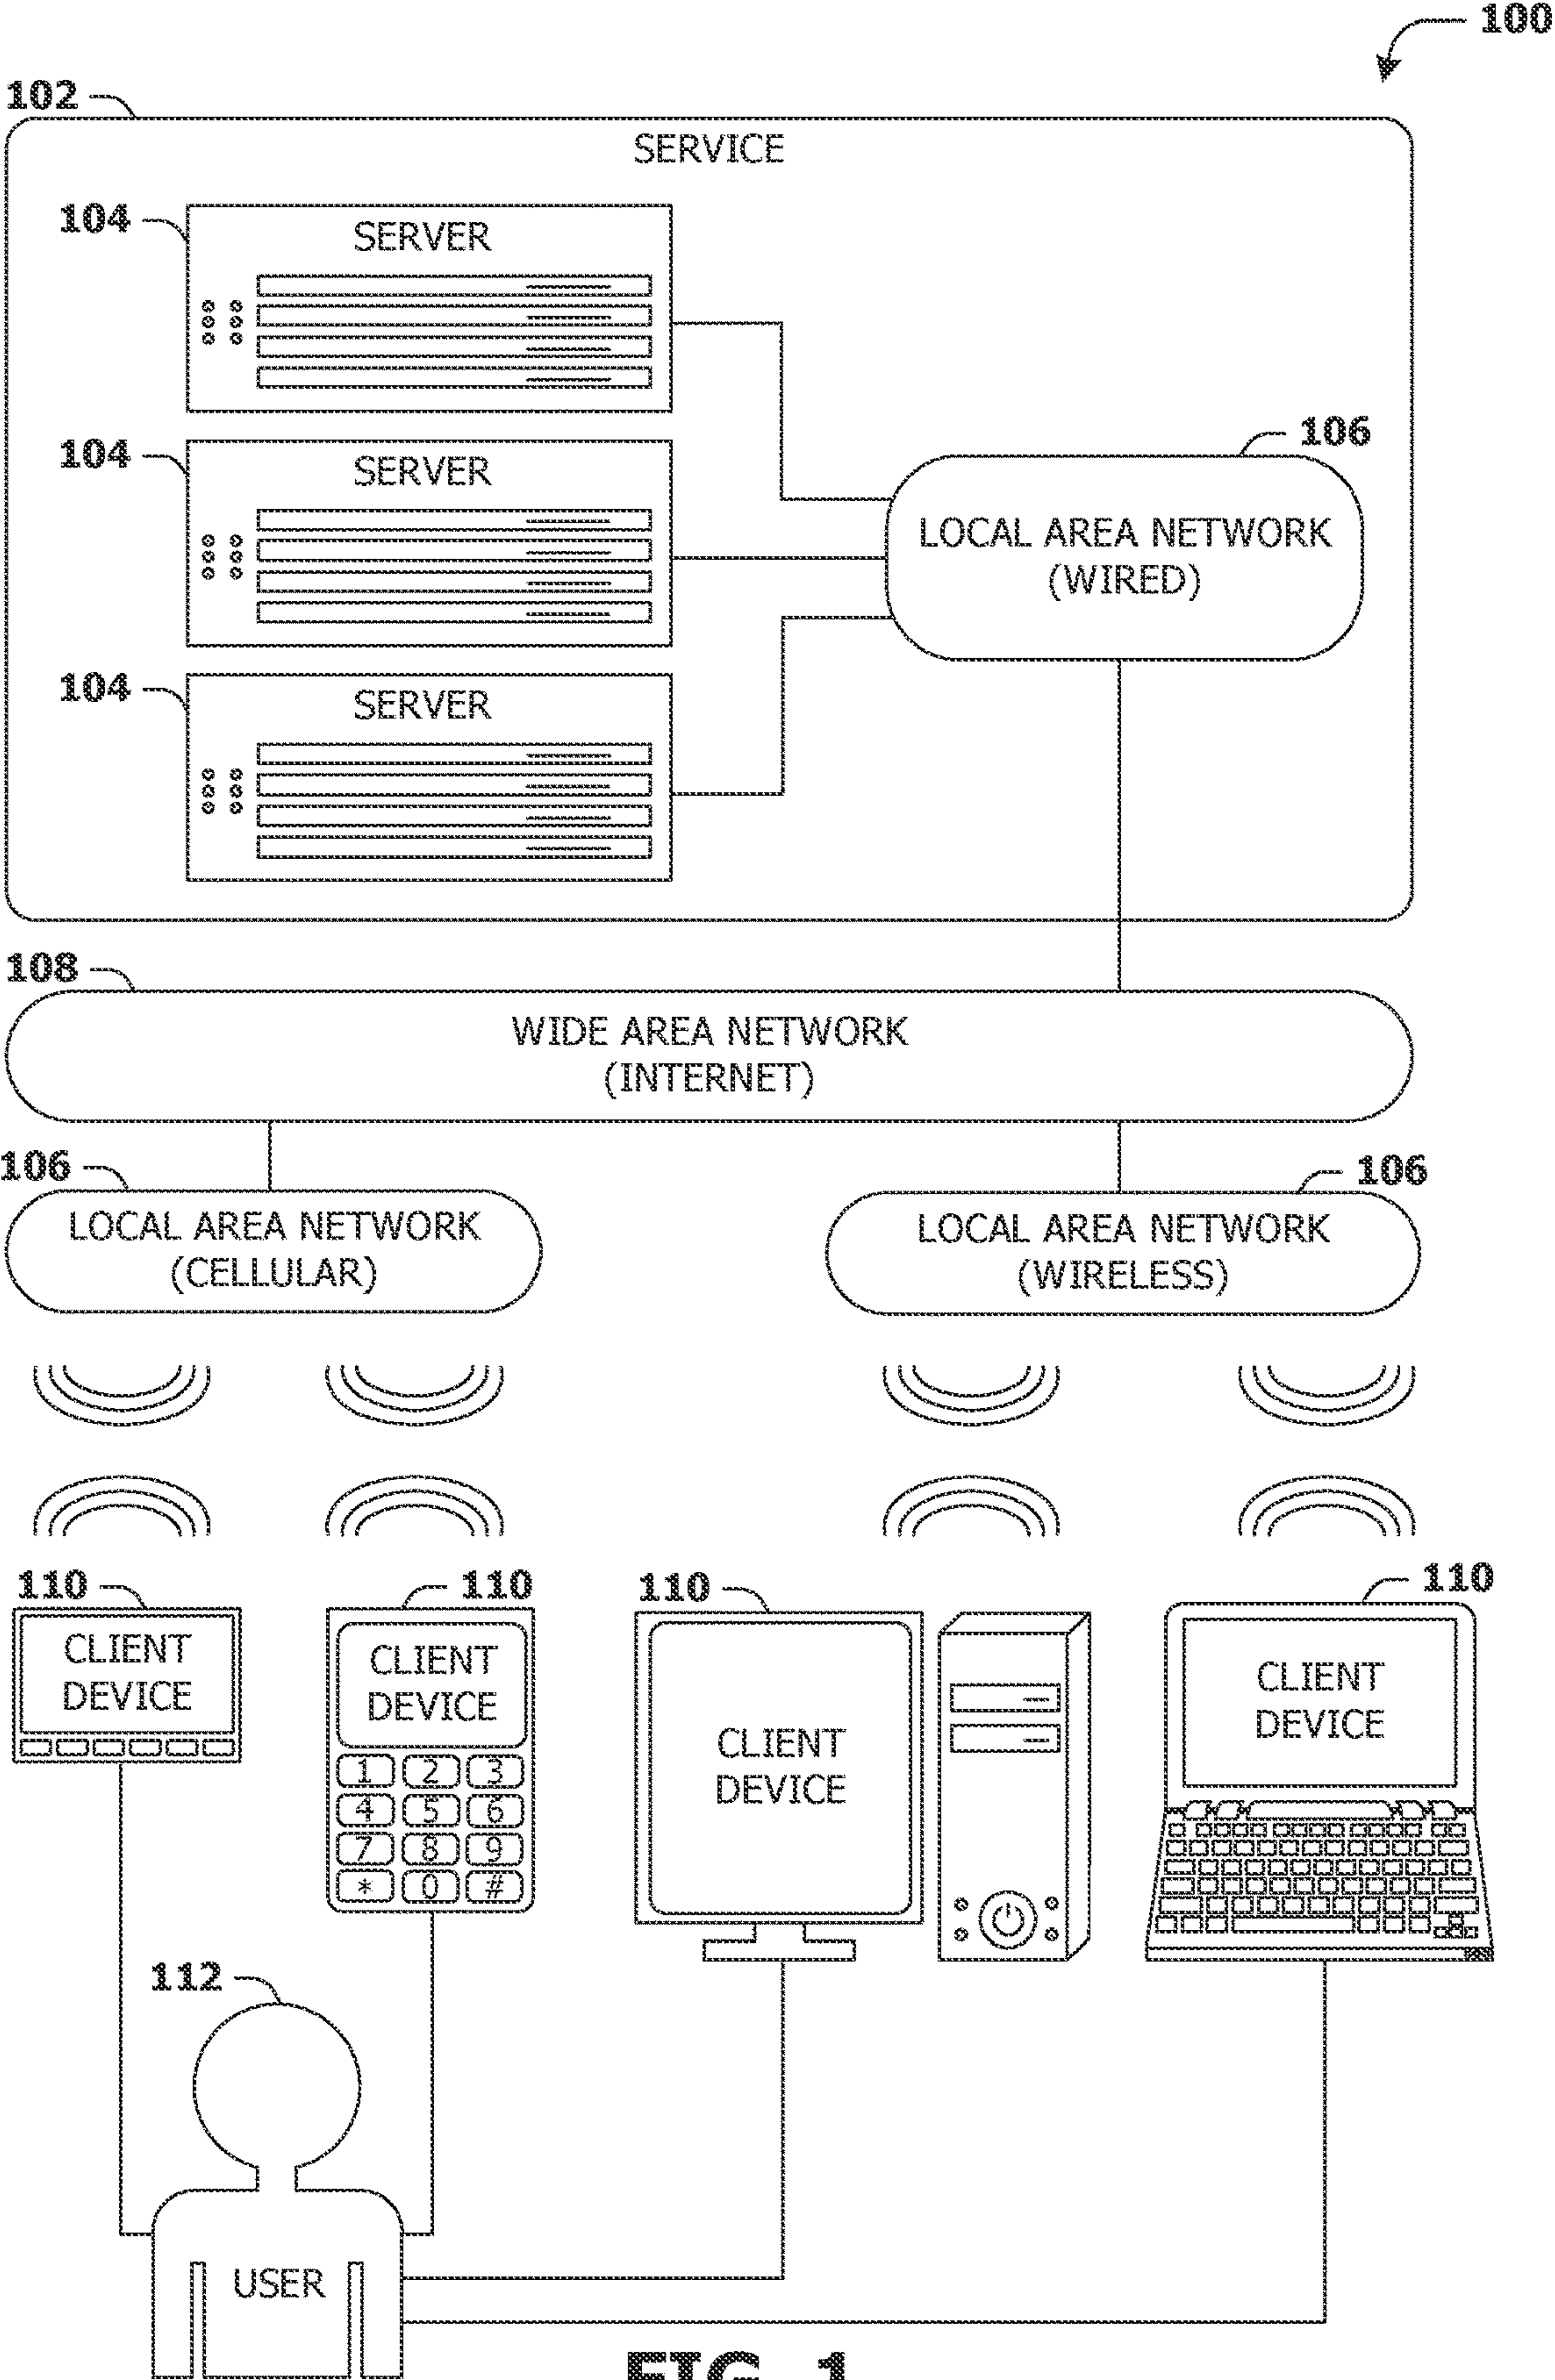 100
102
SERVICE
104
SERVER
104
SERVER
106
LOCAL AREA NETWORK
(WIRED)
104
SERVER
108
WIDE AREA NETWORK
(INTERNET)
106
LOCAL AREA NETWORK
(CELLULAR)
106
LOCAL AREA NETWORK
(WIRELESS)
110
CLIENT
DEVICE
110
CLIENT
DEVICE
1 2 3
4 5 6
7 8 9
* 0 #
110
CLIENT
DEVICE
110
CLIENT
DEVICE
112
USER
FIG. 1